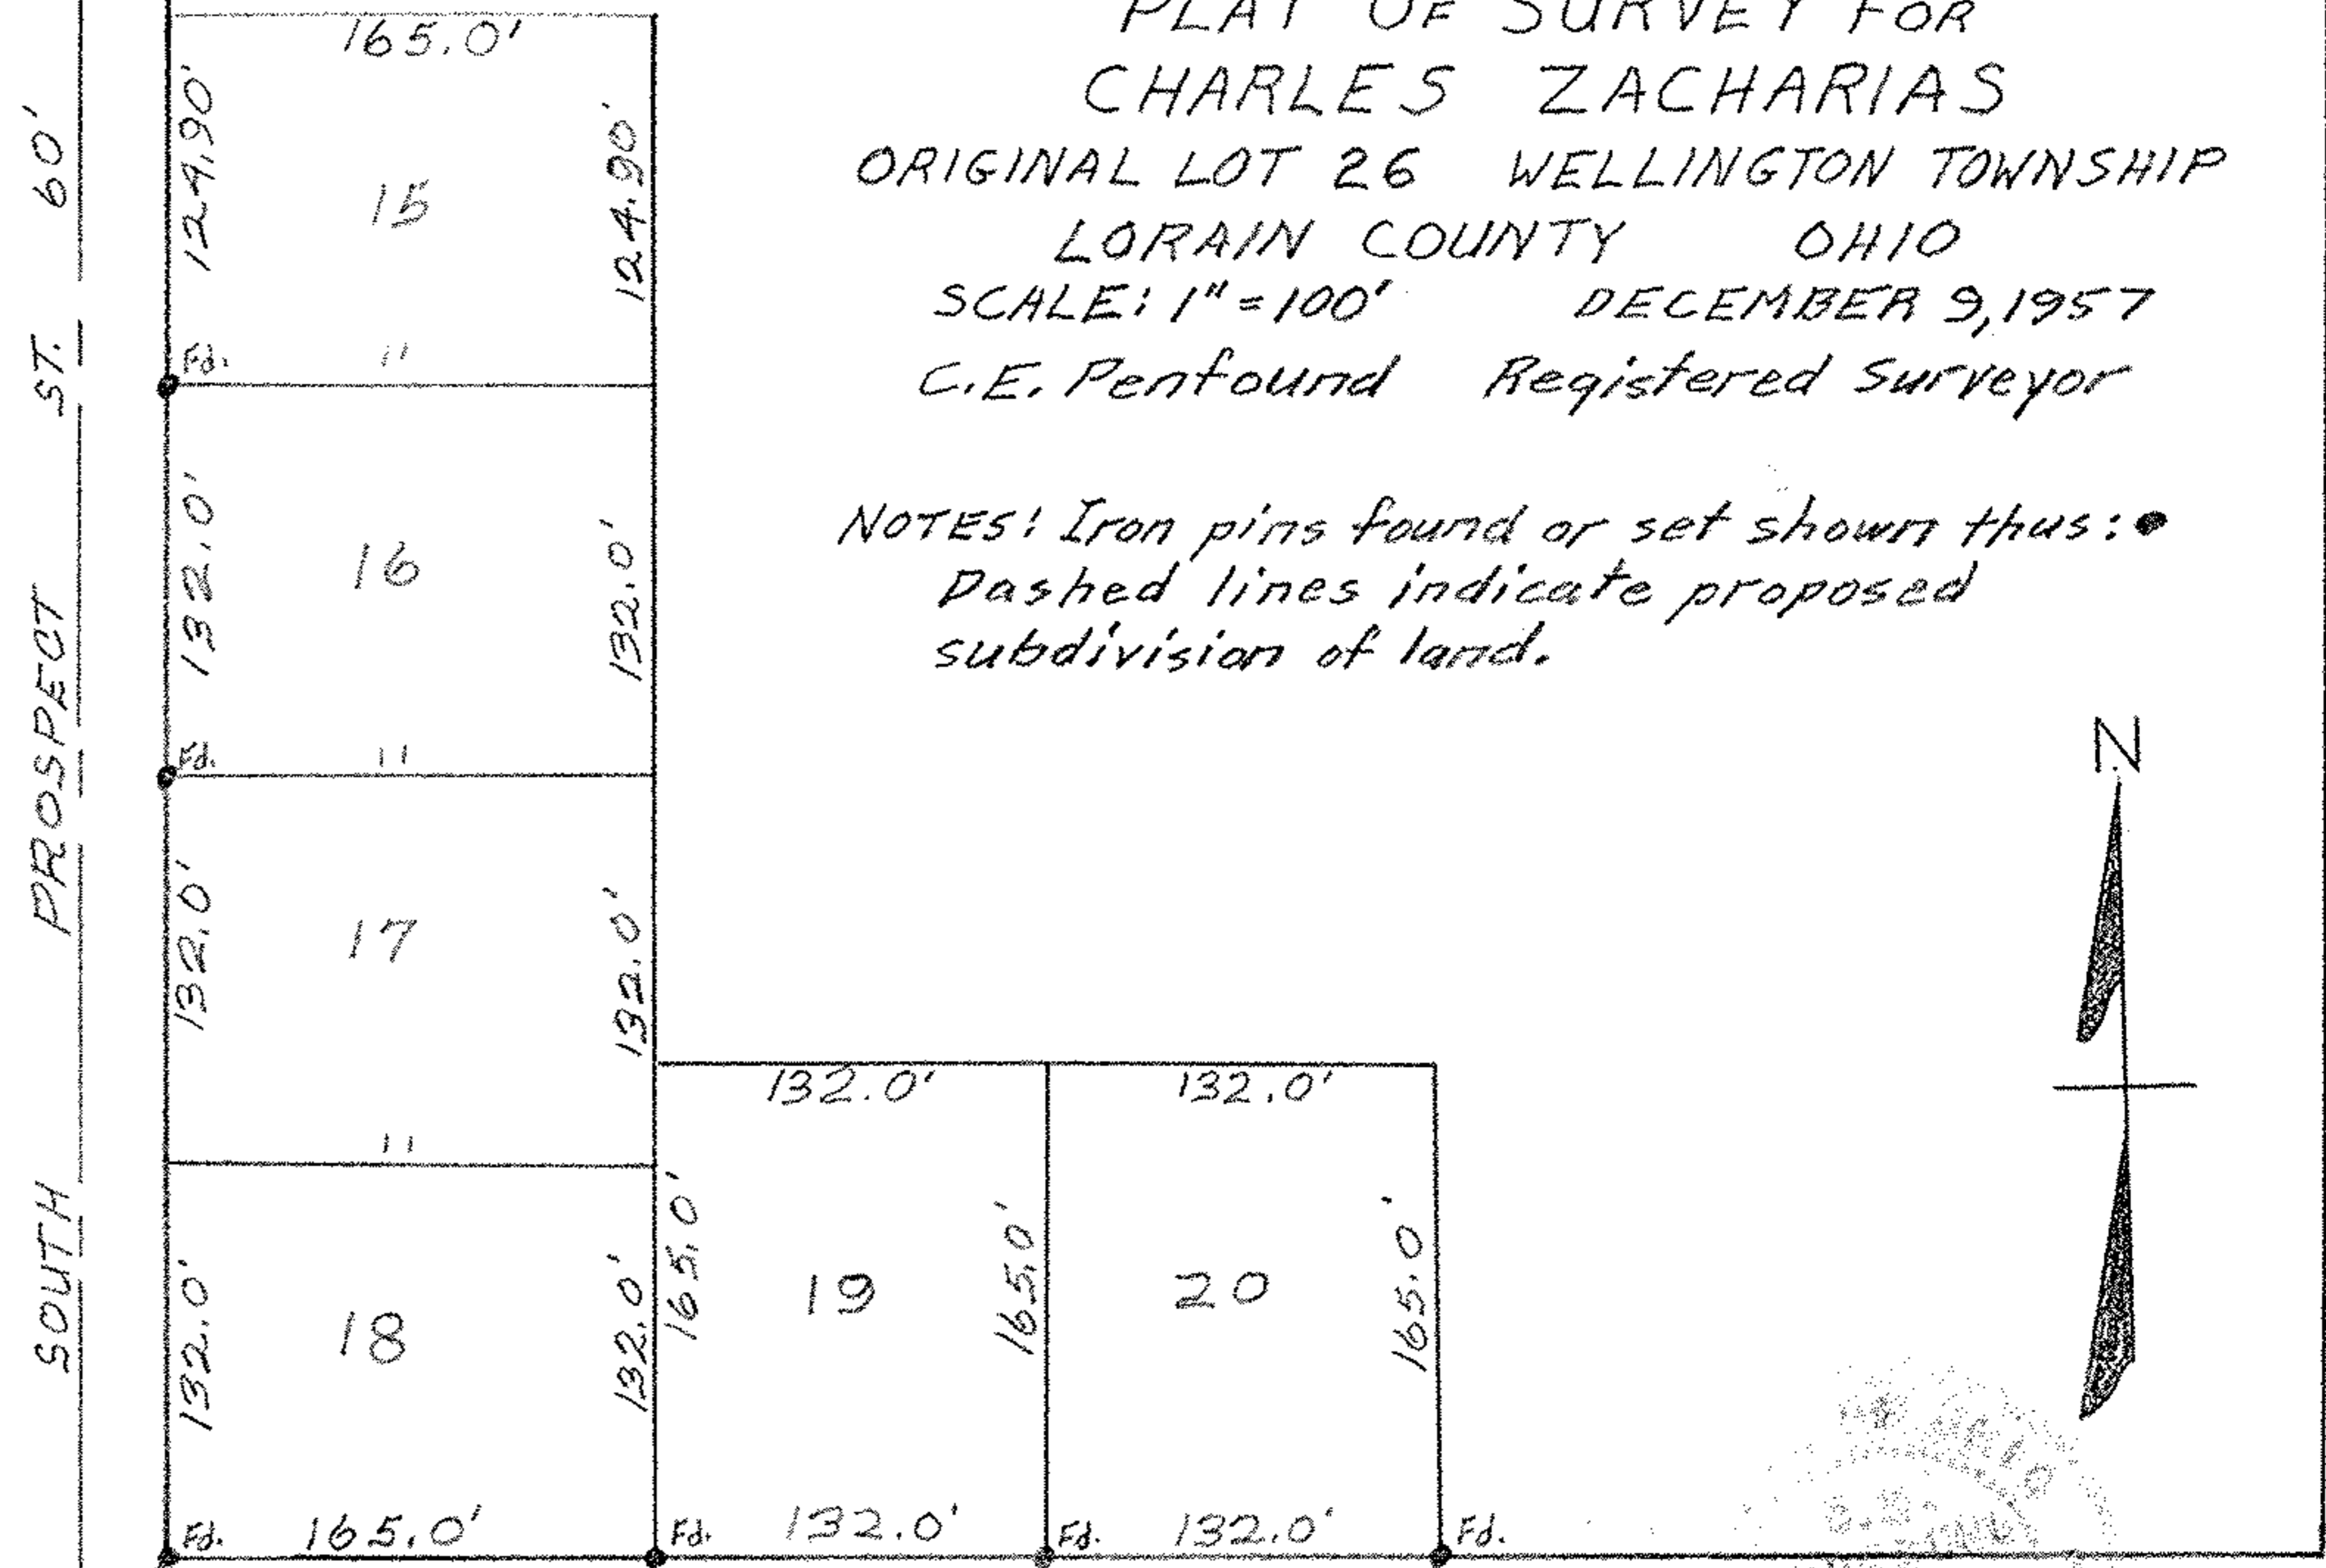 PLAT OF SURVEY FOR
CHARLES ZACHARIAS
ORIGINAL LOT 26 WELLINGTON TOWNSHIP
LORAIN COUNTY OHIO
SCALE: 1" = 100' DECEMBER 9, 1957
C.E. Penfound Registered Surveyor
NOTES: Iron pins found or set shown thus: ●
Dashed lines indicate proposed
subdivision of land.
N
SOUTH PROSPECT ST. 60'
165.0'
124.90'
15
124.90'
Fd.
"
132.0'
16
132.0'
Fd.
"
132.0'
17
132.0'
"
132.0'
18
132.0'
Fd.
165.0'
132.0'
165.0'
19
165.0'
Fd.
132.0'
132.0'
20
165.0'
Fd.
132.0'
Fd.